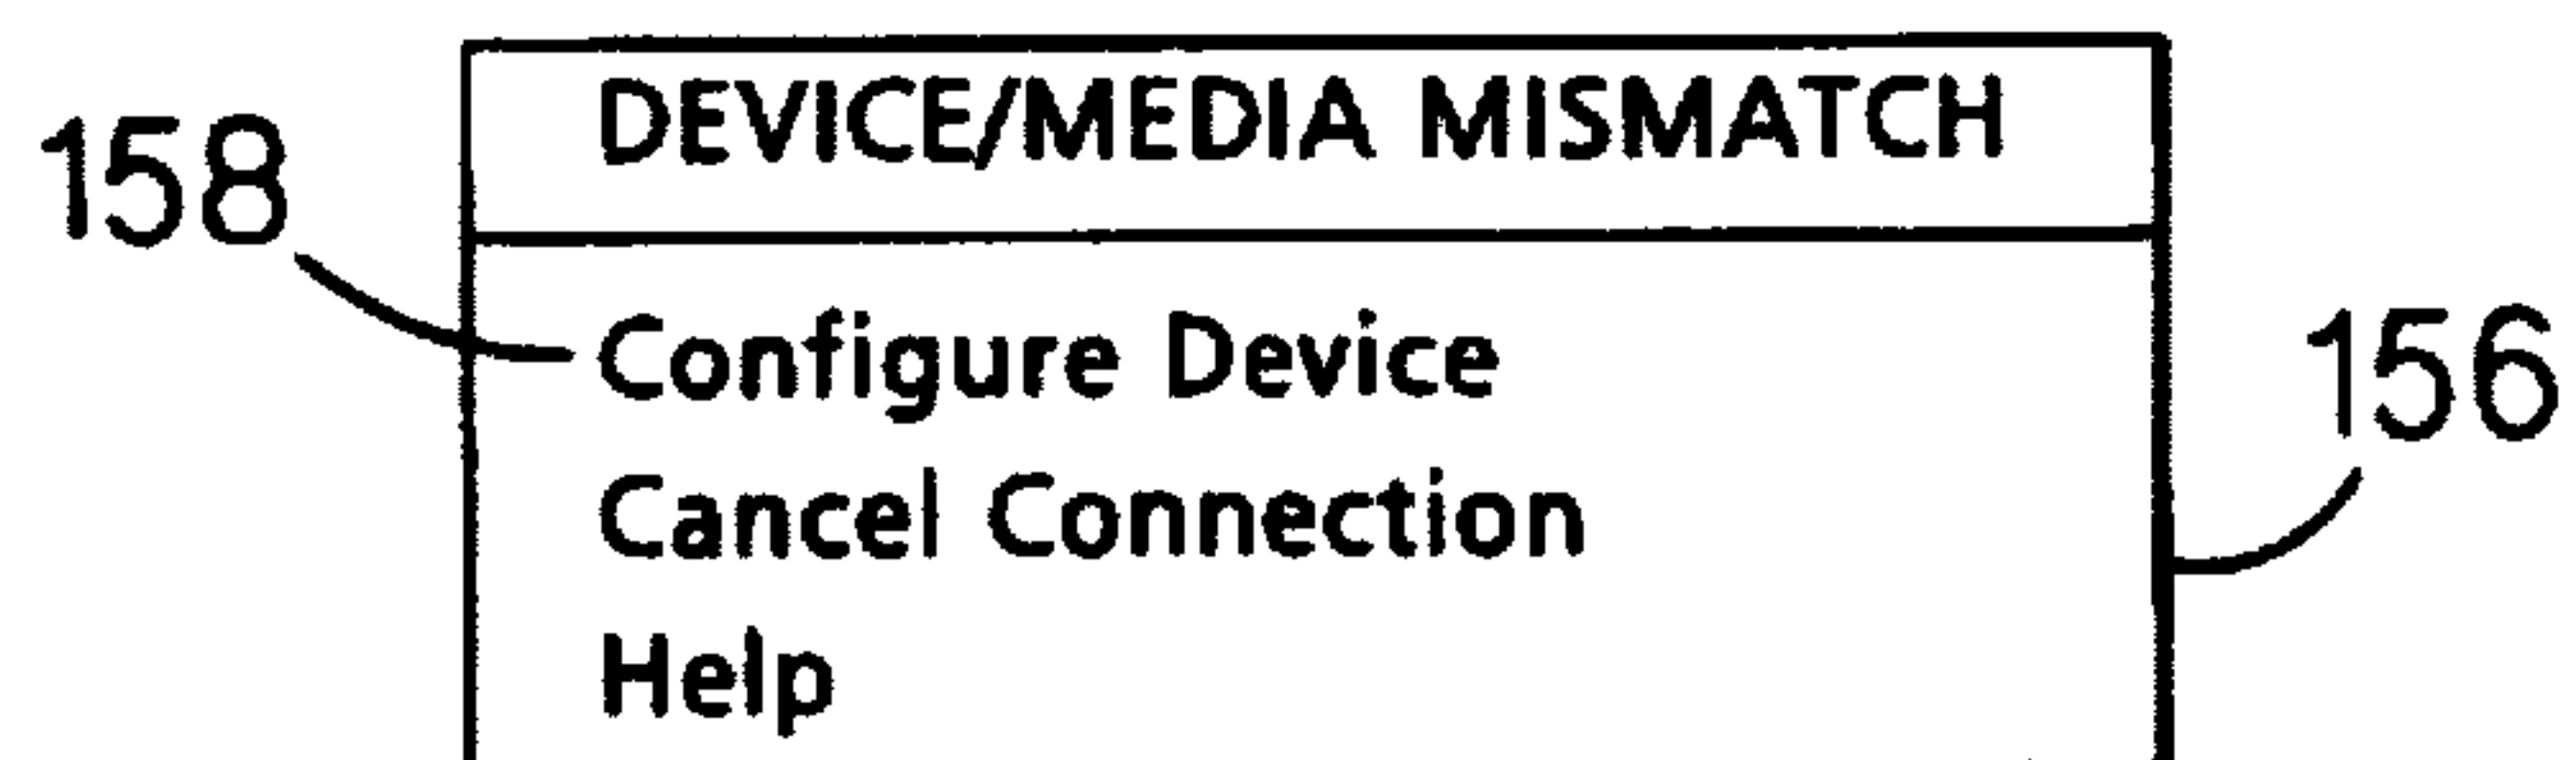 DEVICE/MEDIA MISMATCH
158
Configure Device
156
Cancel Connection
Help